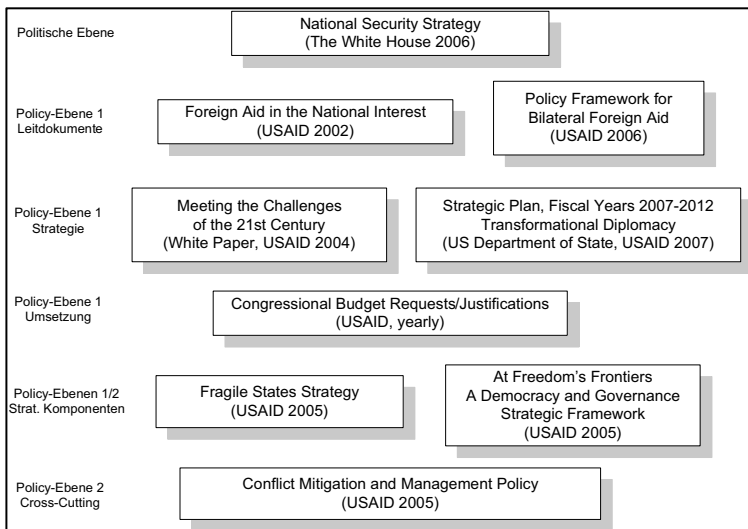 Politische Ebene
National Security Strategy
(The White House 2006)
Policy-Ebene 1
Leitdokumente
Foreign Aid in the National Interest
(USAID 2002)
Policy Framework for
Bilateral Foreign Aid
(USAID 2006)
Policy-Ebene 1
Strategie
Meeting the Challenges
of the 21st Century
(White Paper, USAID 2004)
Strategic Plan, Fiscal Years 2007-2012
Transformational Diplomacy
(US Department of State, USAID 2007)
Policy-Ebene 1
Umsetzung
Congressional Budget Requests/Justifications
(USAID, yearly)
Policy-Ebenen 1/2
Strat. Komponenten
Fragile States Strategy
(USAID 2005)
At Freedom’s Frontiers
A Democracy and Governance
Strategic Framework
(USAID 2005)
Policy-Ebene 2
Cross-Cutting
Conflict Mitigation and Management Policy
(USAID 2005)